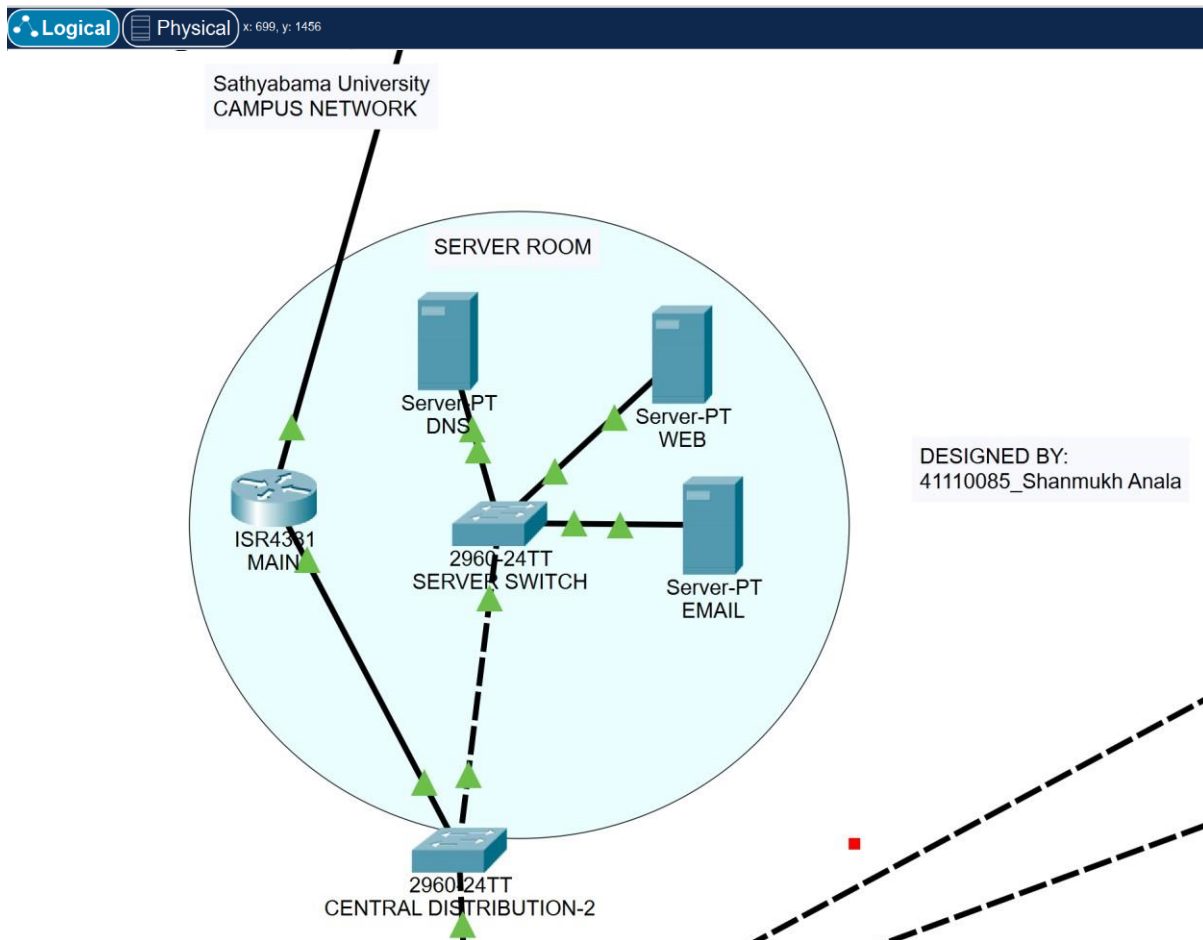 Logical Physical x: 699, y: 1456
Sathyabama University
CAMPUS NETWORK
SERVER ROOM
Server-PT
DNS
Server-PT
WEB
DESIGNED BY:
41110085_Shanmukh Anala
ISR4331
MAIN
2960-24TT
SERVER SWITCH
Server-PT
EMAIL
2960-24TT
CENTRAL DISTRIBUTION-2